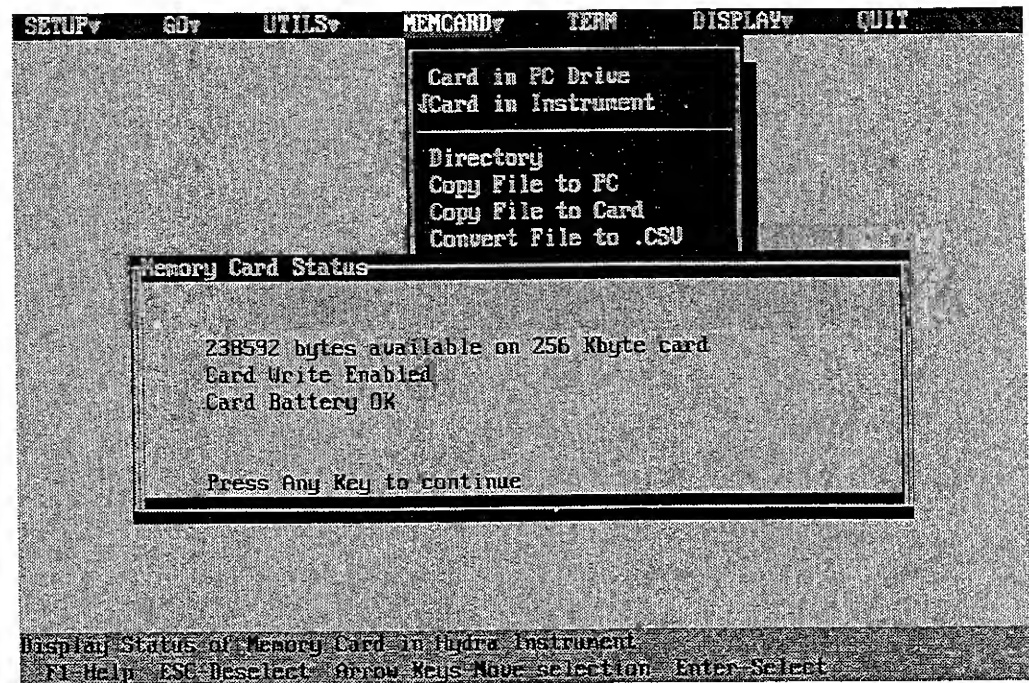 SETUP▾ GO▾ UTILS▾ MEMCARD▾ TERM DISPLAY▾ QUIT
Card in PC Drive
√Card in Instrument
Directory
Copy File to PC
Copy File to Card
Convert File to .CSV
Memory Card Status
238592 bytes available on 256 Kbyte card
Card Write Enabled
Card Battery OK
Press Any Key to continue
Display Status of Memory Card in Hydra Instrument
F1-Help ESC-Deselect Arrow Keys-Move selection Enter-Select